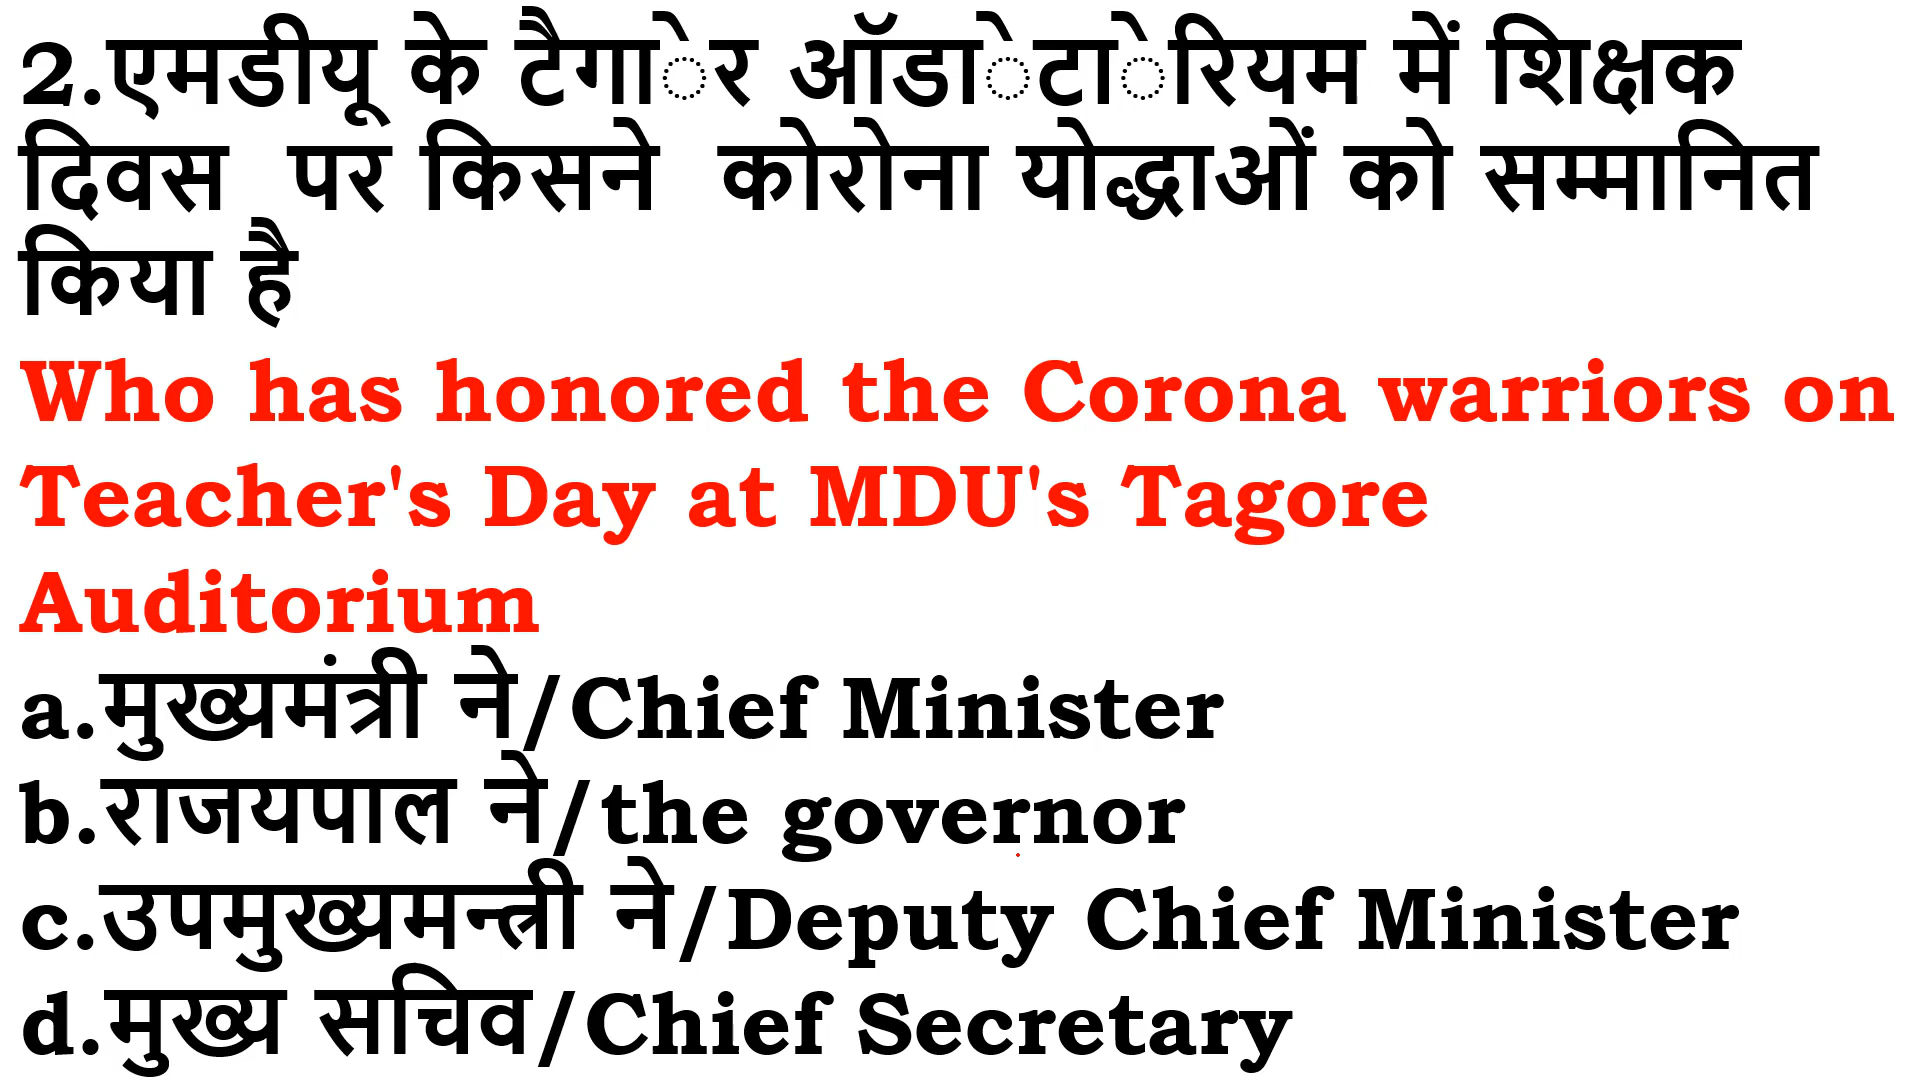 2.एमडीयू के टैगाेर ऑडाेटाेरियम में शिक्षक
दिवस  पर किसने  कोरोना योद्धाओं को सम्मानित
किया है
Who has honored the Corona warriors on
Teacher's Day at MDU's Tagore
Auditorium
a.मुख्यमंत्री ने/Chief Minister
b.राजयपाल ने/the governor
c.उपमुख्यमन्त्री ने/Deputy Chief Minister
d.मुख्य सचिव/Chief Secretary